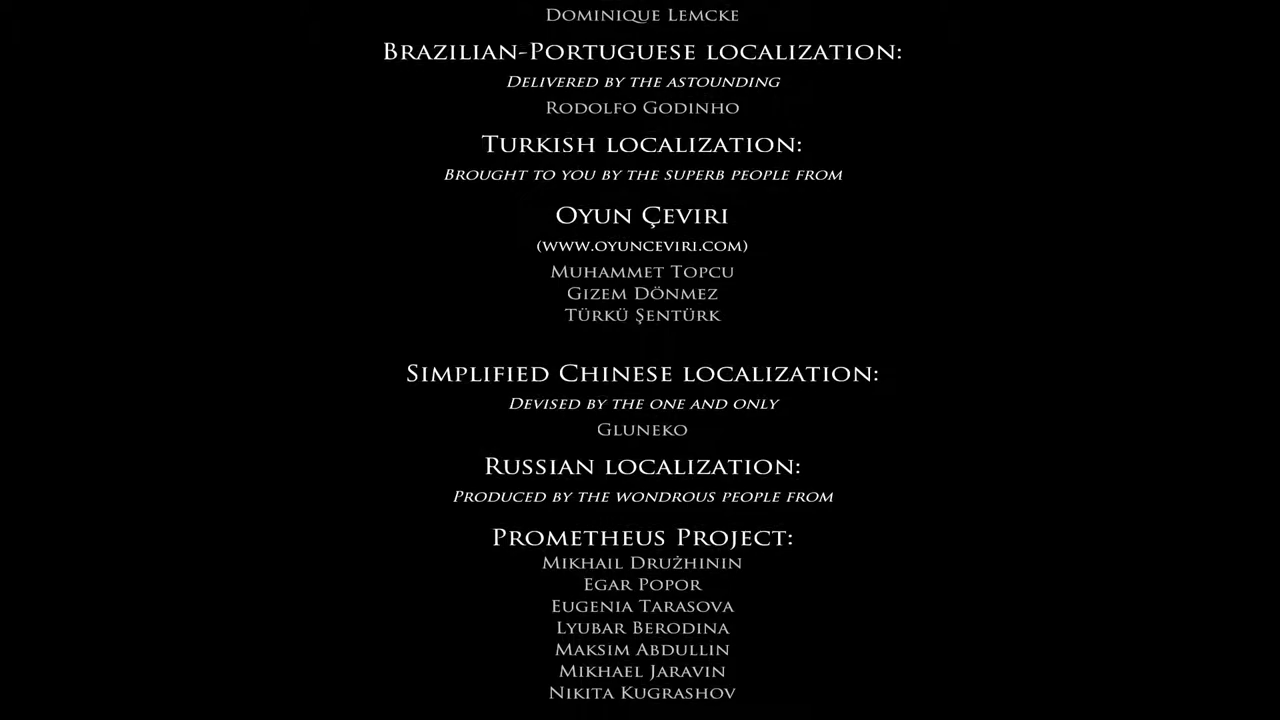 Dominique Lemcke
Brazilian-Portuguese localization:
Delivered by the astounding
Rodolfo Godinho
Turkish localization:
Brought to you by the superb people from
Oyun Çeviri
(www.oyunceviri.com)
Muhammet Topcu
Gizem Dönmez
Türkü Şentürk
Simplified Chinese localization:
Devised by the one and only
Gluneko
Russian localization:
Produced by the wondrous people from
Prometheus Project:
Mikhail Drużhinin
Egar Popor
Eugenia Tarasova
Lyubar Berodina
Maksim Abdullin
Mikhael Jaravin
Nikita Kugrashov